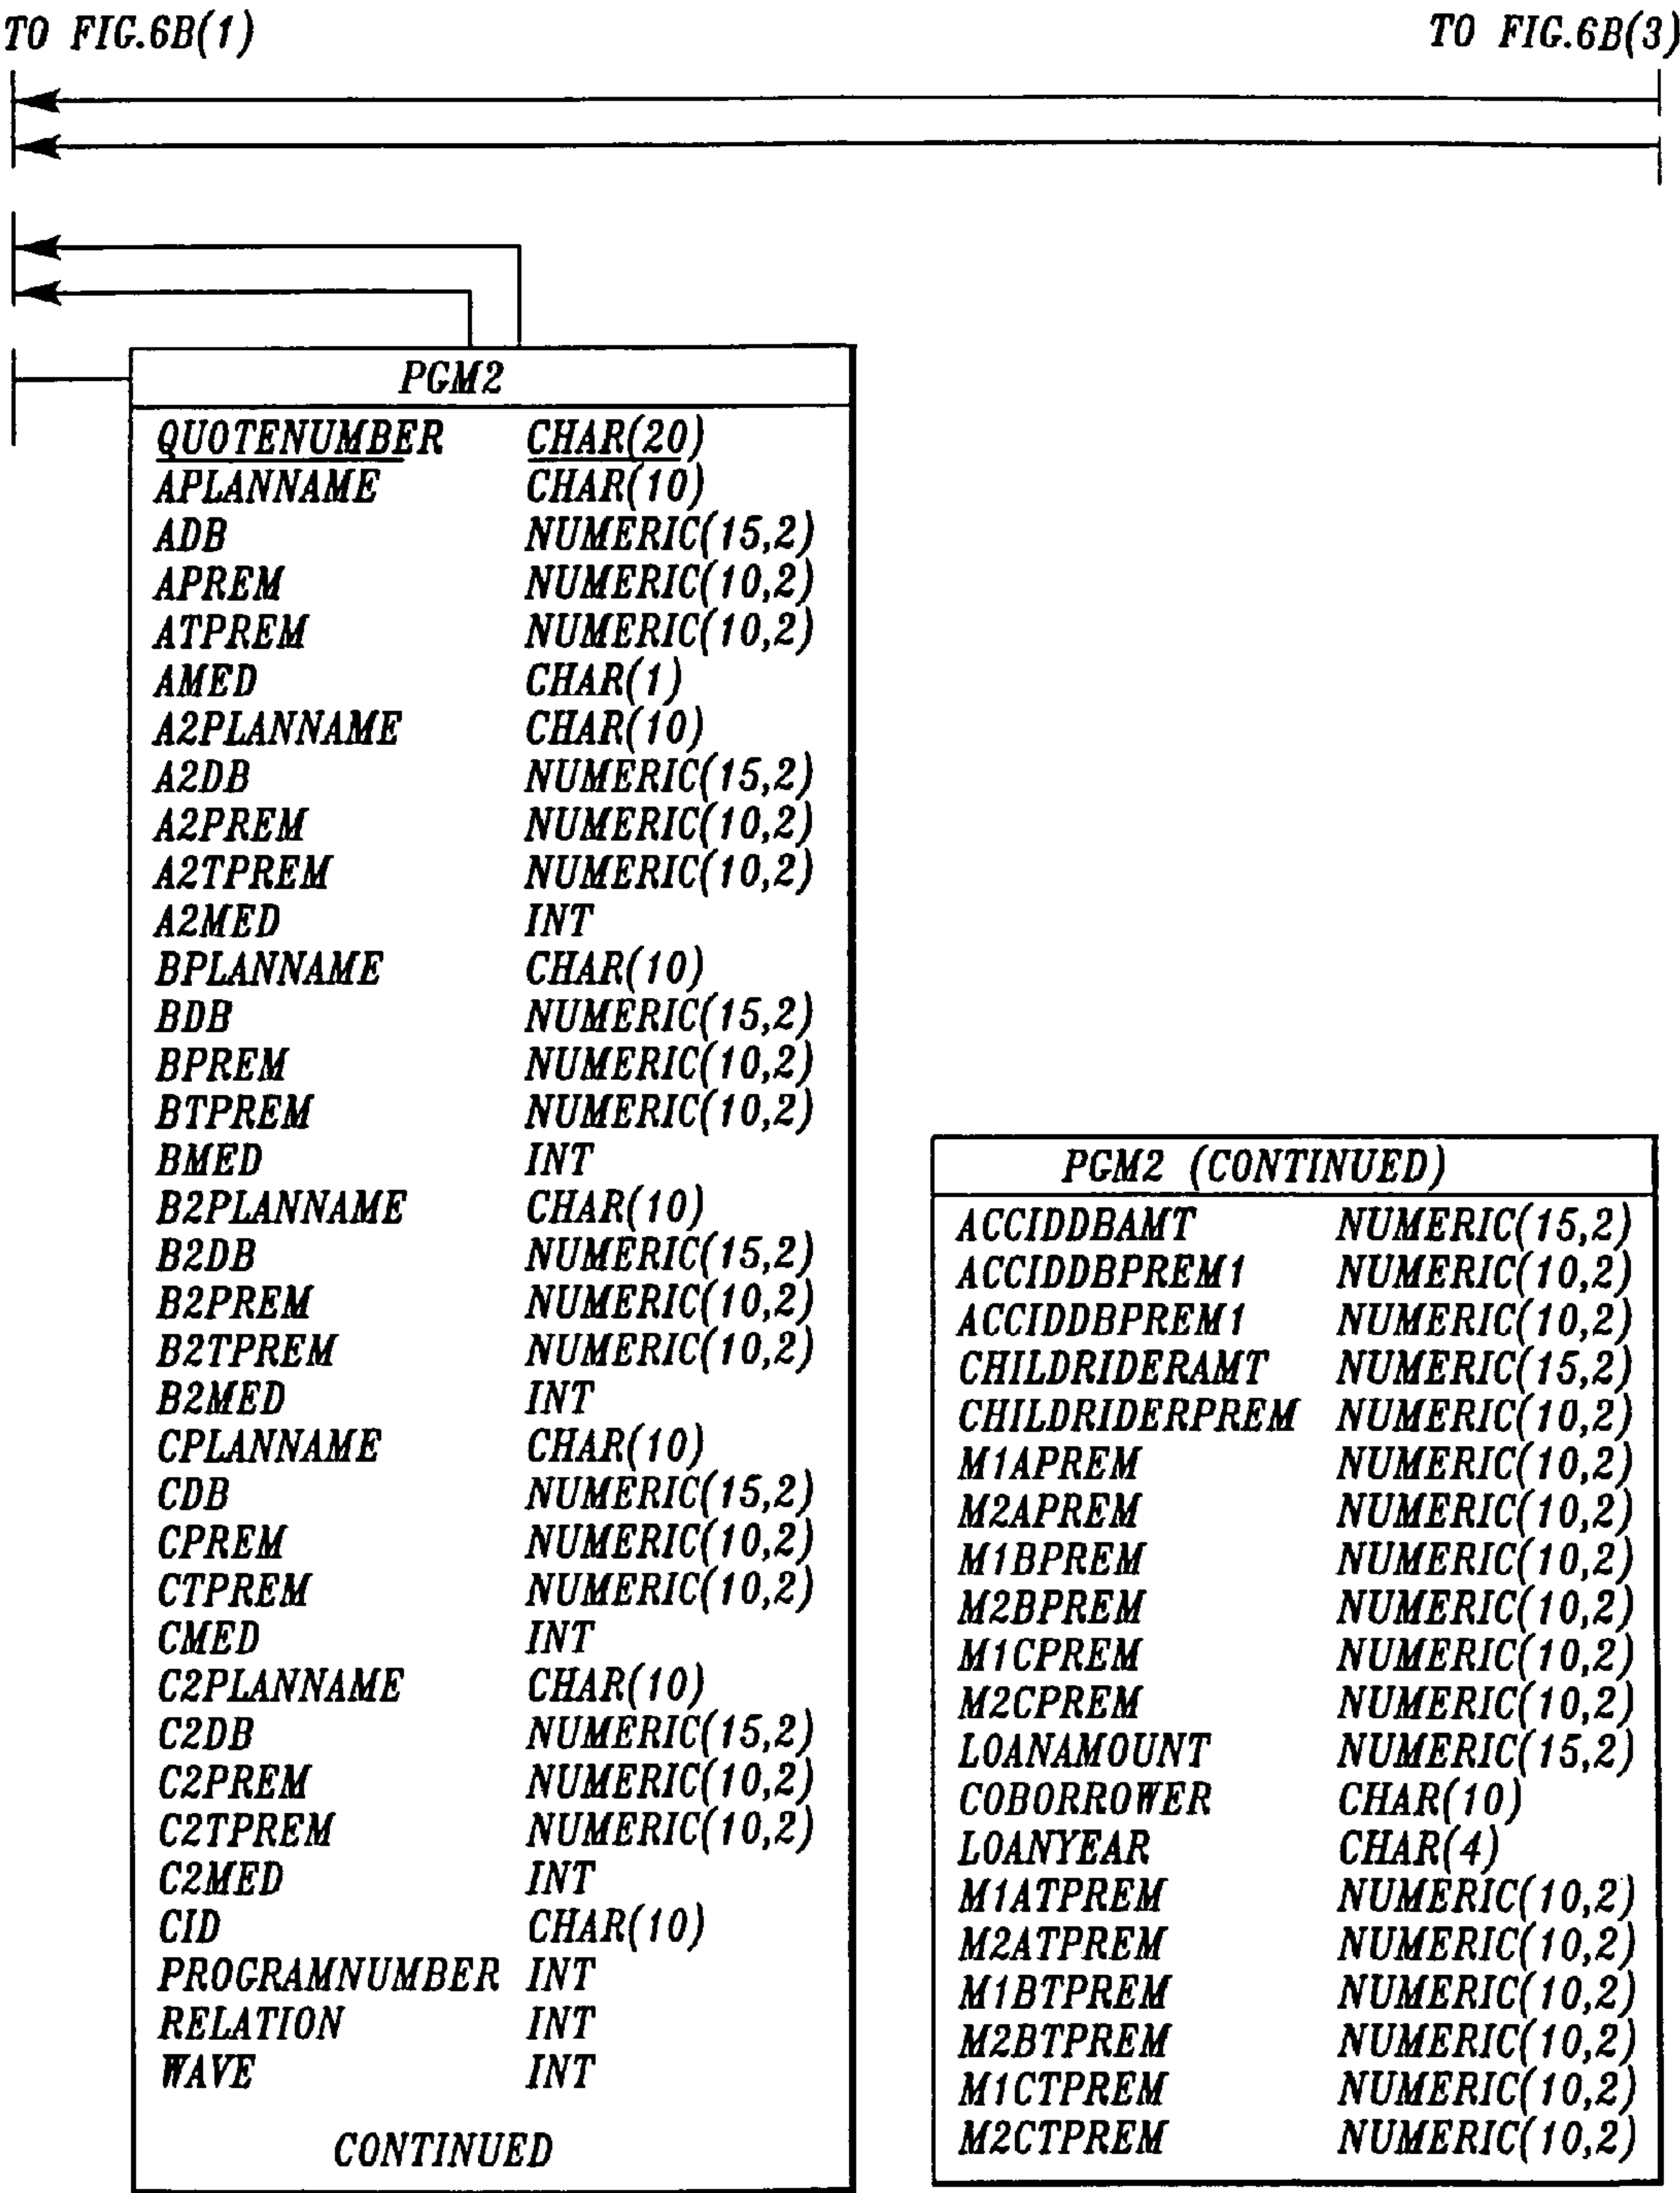 TO FIG.6B(1) TO FIG.6B(3)
PGM2
QUOTENUMBER CHAR(20)
APLANNAME CHAR(10)
ADB NUMERIC(15,2)
APREM NUMERIC(10,2)
ATPREM NUMERIC(10,2)
AMED CHAR(1)
A2PLANNAME CHAR(10)
A2DB NUMERIC(15,2)
A2PREM NUMERIC(10,2)
A2TPREM NUMERIC(10,2)
A2MED INT
BPLANNAME CHAR(10)
BDB NUMERIC(15,2)
BPREM NUMERIC(10,2)
BTPREM NUMERIC(10,2)
BMED INT
B2PLANNAME CHAR(10)
B2DB NUMERIC(15,2)
B2PREM NUMERIC(10,2)
B2TPREM NUMERIC(10,2)
B2MED INT
CPLANNAME CHAR(10)
CDB NUMERIC(15,2)
CPREM NUMERIC(10,2)
CTPREM NUMERIC(10,2)
CMED INT
C2PLANNAME CHAR(10)
C2DB NUMERIC(15,2)
C2PREM NUMERIC(10,2)
C2TPREM NUMERIC(10,2)
C2MED INT
CID CHAR(10)
PROGRAMNUMBER INT
RELATION INT
WAVE INT
CONTINUED
PGM2 (CONTINUED)
ACCIDDBAMT NUMERIC(15,2)
ACCIDDBPREM1 NUMERIC(10,2)
ACCIDDBPREM1 NUMERIC(10,2)
CHILDRIDERAMT NUMERIC(15,2)
CHILDRIDERPREM NUMERIC(10,2)
M1APREM NUMERIC(10,2)
M2APREM NUMERIC(10,2)
M1BPREM NUMERIC(10,2)
M2BPREM NUMERIC(10,2)
M1CPREM NUMERIC(10,2)
M2CPREM NUMERIC(10,2)
LOANAMOUNT NUMERIC(15,2)
COBORROWER CHAR(10)
LOANYEAR CHAR(4)
M1ATPREM NUMERIC(10,2)
M2ATPREM NUMERIC(10,2)
M1BTPREM NUMERIC(10,2)
M2BTPREM NUMERIC(10,2)
M1CTPREM NUMERIC(10,2)
M2CTPREM NUMERIC(10,2)